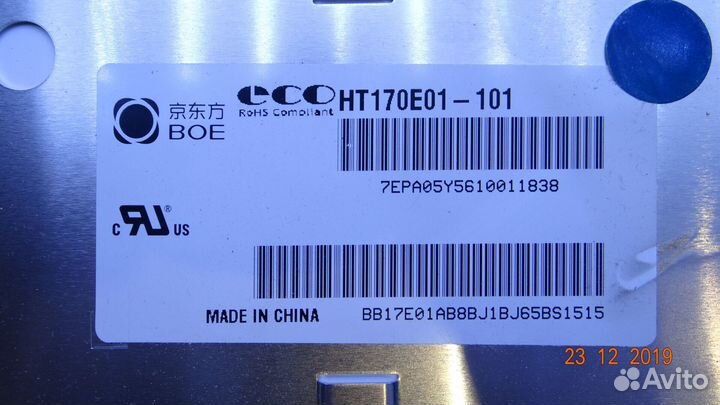 京东方
BOE
eco
RoHS Compliant
HT170E01-101
7EPA05Y5610011838
c RU ® US
MADE IN CHINA
BB17E01AB8BJ1BJ65BS1515
23 12 2019
Avito